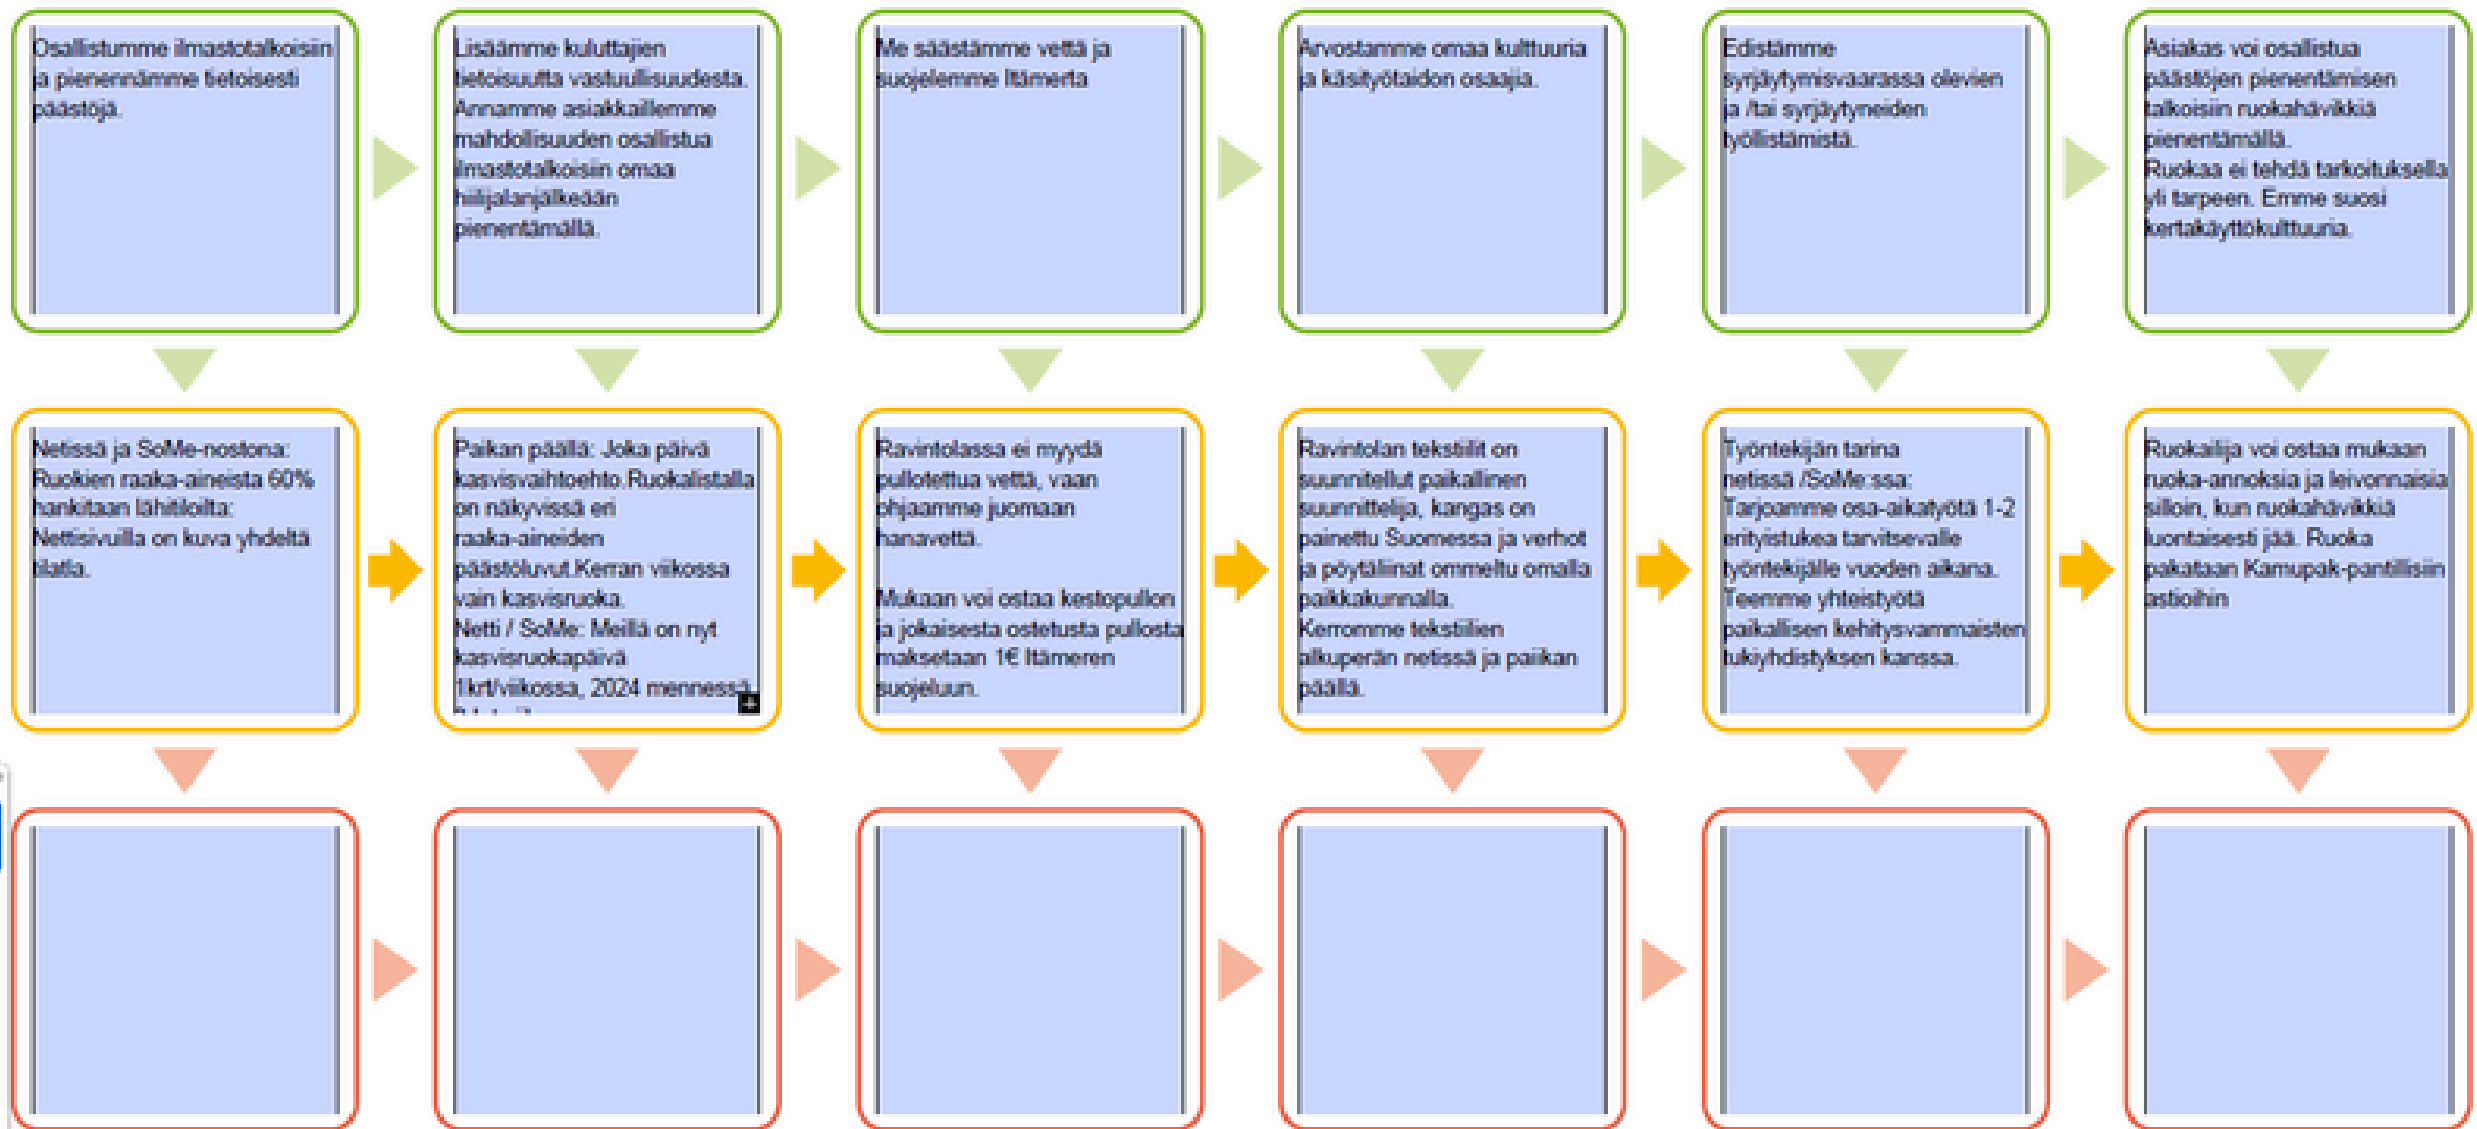 Osallistumme ilmastotalkoisiin
ja pienennämme tietoisesti
päästöjä.
Lisäämme kuluttajien
tietoisuutta vastuullisuudesta.
Annamme asiakkaillemme
mahdollisuuden osallistua
ilmastotalkoisiin omaa
hiilijalanjälkeään
pienentämällä.
Me säästämme vettä ja
suojelemme Itämerta
Arvostamme omaa kulttuuria
ja käsityötaidon osaajia.
Edistämme
syrjäytymisvaarassa olevien
ja /tai syrjäytyneiden
työllistämistä.
Asiakas voi osallistua
päästöjen pienentämisen
talkoisiin ruokahävikkiä
pienentämällä.
Ruokaa ei tehdä tarkoituksella
yli tarpeen. Emme suosi
kertakäyttökulttuuria.
Netissä ja SoMe-nostona:
Ruokien raaka-aineista 60%
hankitaan lähitiloilta:
Nettisivuilla on kuva yhdeltä
tilatla.
Paikan päällä: Joka päivä
kasvisvaihtoehto.Ruokalistalla
on näkyvissä eri
raaka-aineiden
päästöluvut.Kerran viikossa
vain kasvisruoka.
Netti / SoMe: Meillä on nyt
kasvisruokapäivä
1krt/viikossa, 2024 mennessä
Ravintolassa ei myydä
pullotettua vettä, vaan
ohjaamme juomaan
hanavettä.
Mukaan voi ostaa kestopullon
ja jokaisesta ostetusta pullosta
maksetaan 1€ Itämeren
suojeluun.
Ravintolan tekstiilit on
suunnitellut paikallinen
suunnittelija, kangas on
painettu Suomessa ja verhot
ja pöytäliinat ommeltu omalla
paikkakunnalla.
Kerromme tekstiilien
alkuperän netissä ja paiikan
päällä.
Työntekijän tarina
netissä /SoMe:ssa:
Tarjoamme osa-aikatyötä 1-2
erityistukea tarvitsevalle
työntekijälle vuoden aikana.
Teemme yhteistyötä
paikallisen kehitysvammaisten
tukiyhdistyksen kanssa.
Ruokailija voi ostaa mukaan
ruoka-annoksia ja leivonnaisia
silloin, kun ruokahävikkiä
luontaisesti jää. Ruoka
pakataan Kamupak-pantillisiin
astioihin